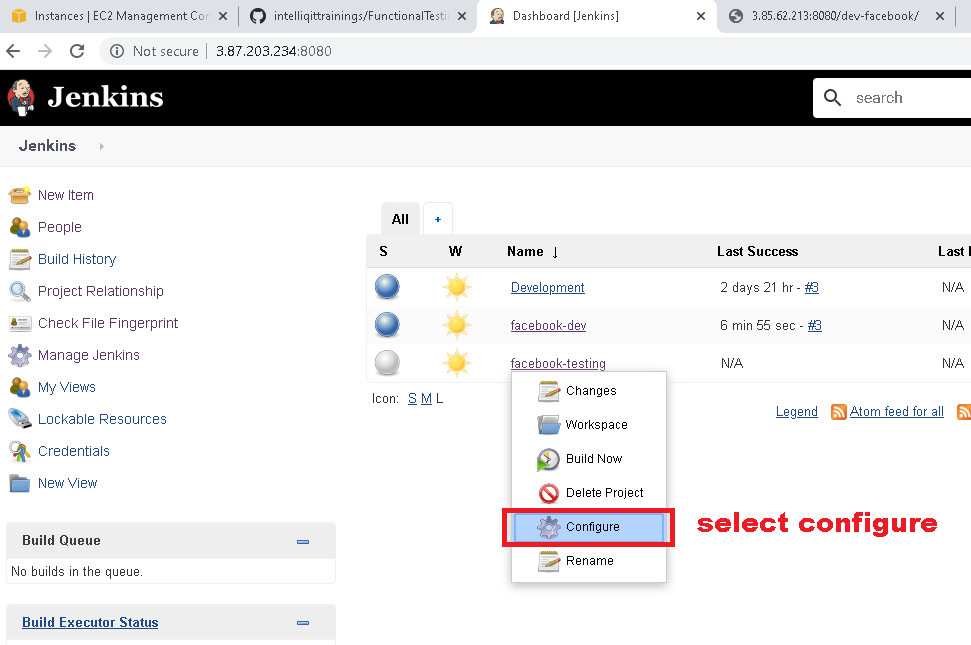 Instances | EC2 Management Con
intelliqittrainings/FunctionalTestin
Dashboard [Jenkins]
3.85.62.213:8080/dev-facebook/
Not secure | 3.87.203.234:8080
Jenkins
search
Jenkins
New Item
People
Build History
Project Relationship
Check File Fingerprint
Manage Jenkins
My Views
Lockable Resources
Credentials
New View
Build Queue
No builds in the queue.
Build Executor Status
All +
S W Name ↓ Last Success Last
Development 2 days 21 hr - #3 N/A
facebook-dev 6 min 55 sec - #3 N/A
facebook-testing N/A N/A
Icon: S M L
Legend Atom feed for all
Changes
Workspace
Build Now
Delete Project
Configure
Rename
select configure